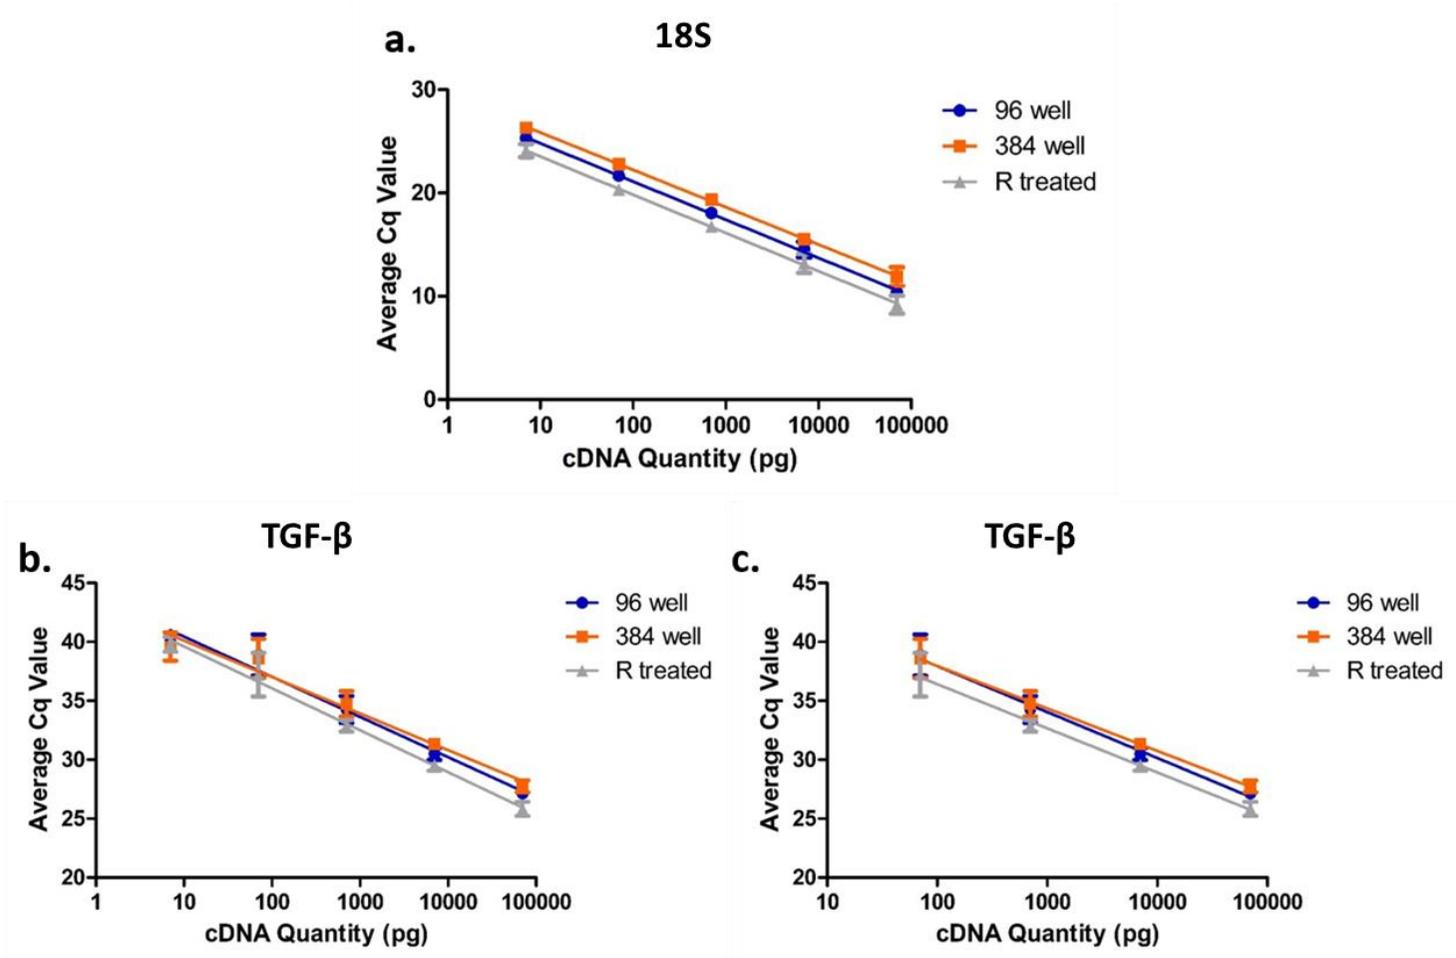 a.
18S
30
20
10
0
Average Cq Value
1 10 100 1000 10000 100000
cDNA Quantity (pg)
96 well
384 well
R treated
b.
TGF-β
45
40
35
30
25
20
Average Cq Value
1 10 100 1000 10000 100000
cDNA Quantity (pg)
96 well
384 well
R treated
c.
TGF-β
45
40
35
30
25
20
Average Cq Value
10 100 1000 10000 100000
cDNA Quantity (pg)
96 well
384 well
R treated